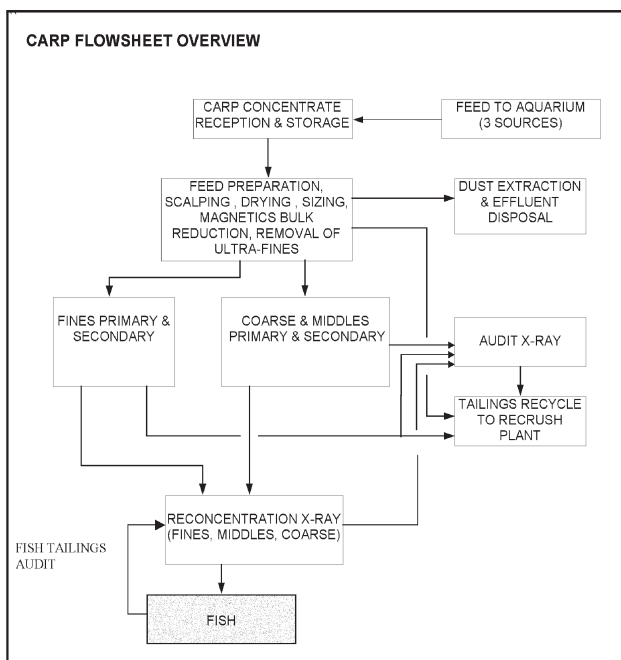 CARP FLOWSHEET OVERVIEW
CARP CONCENTRATE
RECEPTION & STORAGE
FEED TO AQUARIUM
(3 SOURCES)
FEED PREPARATION,
SCALPING , DRYING , SIZING,
MAGNETICS BULK
REDUCTION, REMOVAL OF
ULTRA-FINES
DUST EXTRACTION
& EFFLUENT
DISPOSAL
FINES PRIMARY &
SECONDARY
COARSE & MIDDLES
PRIMARY & SECONDARY
AUDIT X-RAY
TAILINGS RECYCLE
TO RECRUSH
PLANT
RECONCENTRATION X-RAY
(FINES, MIDDLES, COARSE)
FISH TAILINGS
AUDIT
FISH